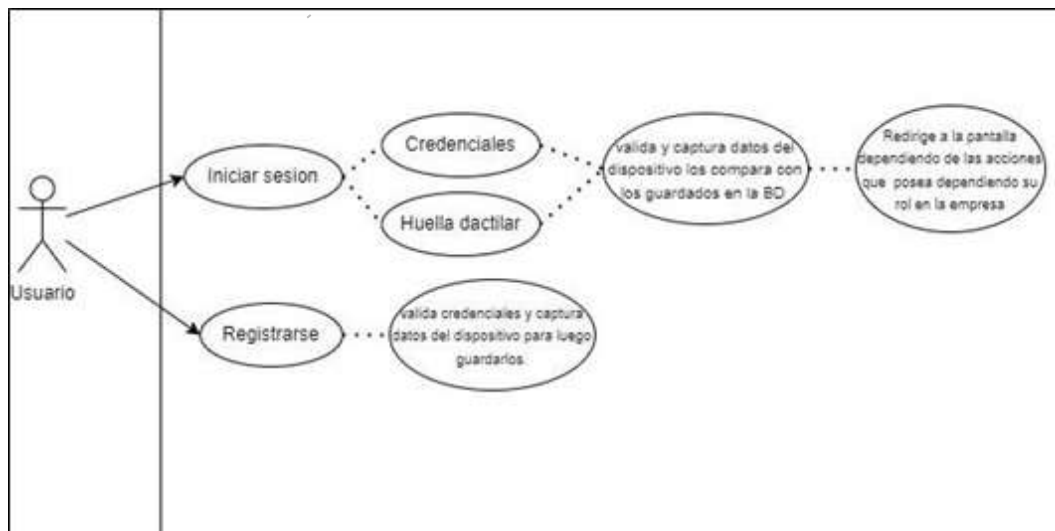 Usuario
Iniciar sesion
Credenciales
Huella dactilar
valida y captura datos del
dispositivo los compara con
los guardados en la BD
Redirige a la pantalla
dependiendo de las acciones
que posea dependiendo su
rol en la empresa
Registrarse
valida credenciales y captura
datos del dispositivo para luego
guardarlos.